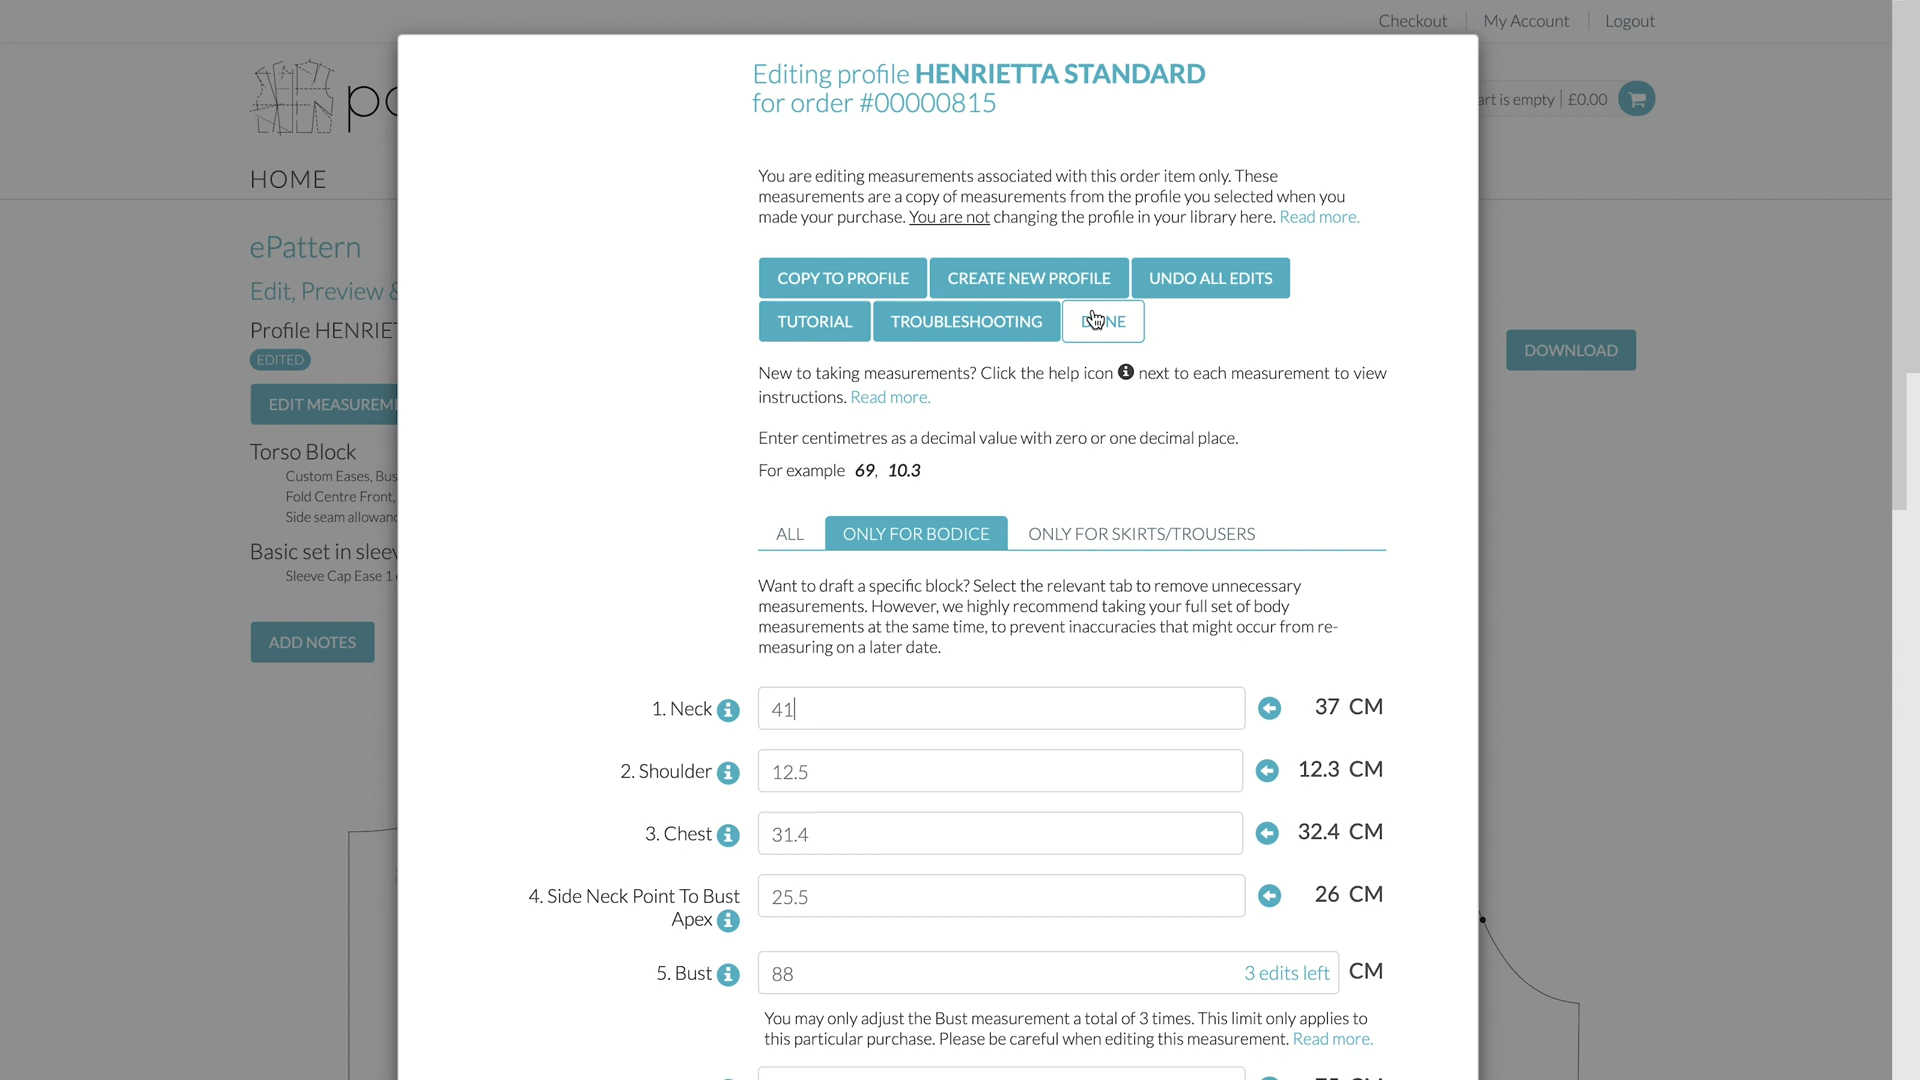 Checkout My Account Logout
Editing profile HENRIETTA STANDARD
for order #00000815
art is empty £0.00
HOME
You are editing measurements associated with this order item only. These
measurements are a copy of measurements from the profile you selected when you
made your purchase. You are not changing the profile in your library here. Read more.
ePattern
Edit, Preview &
Profile HENRIET
EDITED
EDIT MEASUREM
COPY TO PROFILE CREATE NEW PROFILE UNDO ALL EDITS
TUTORIAL TROUBLESHOOTING DONE
DOWNLOAD
New to taking measurements? Click the help icon next to each measurement to view
instructions. Read more.
Enter centimetres as a decimal value with zero or one decimal place.
For example 69, 10.3
Torso Block
Custom Eases, Bus
Fold Centre Front,
Side seam allowan
Basic set in sleev
Sleeve Cap Ease 1
ADD NOTES
ALL ONLY FOR BODICE ONLY FOR SKIRTS/TROUSERS
Want to draft a specific block? Select the relevant tab to remove unnecessary
measurements. However, we highly recommend taking your full set of body
measurements at the same time, to prevent inaccuracies that might occur from re-
measuring on a later date.
1. Neck 41 37 CM
2. Shoulder 12.5 12.3 CM
3. Chest 31.4 32.4 CM
4. Side Neck Point To Bust
Apex 25.5 26 CM
5. Bust 88 3 edits left CM
You may only adjust the Bust measurement a total of 3 times. This limit only applies to
this particular purchase. Please be careful when editing this measurement. Read more.